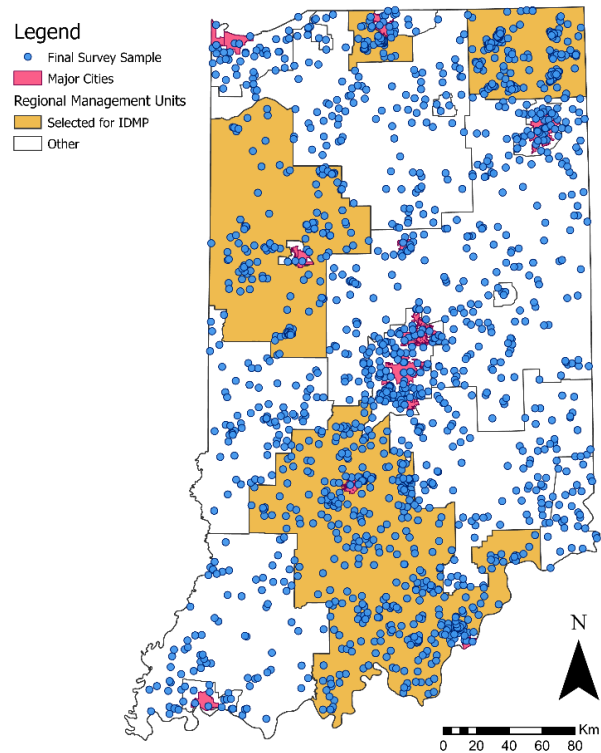 Legend
Final Survey Sample
Major Cities
Regional Management Units
Selected for IDMP
Other
N
Km
0 20 40 60 80